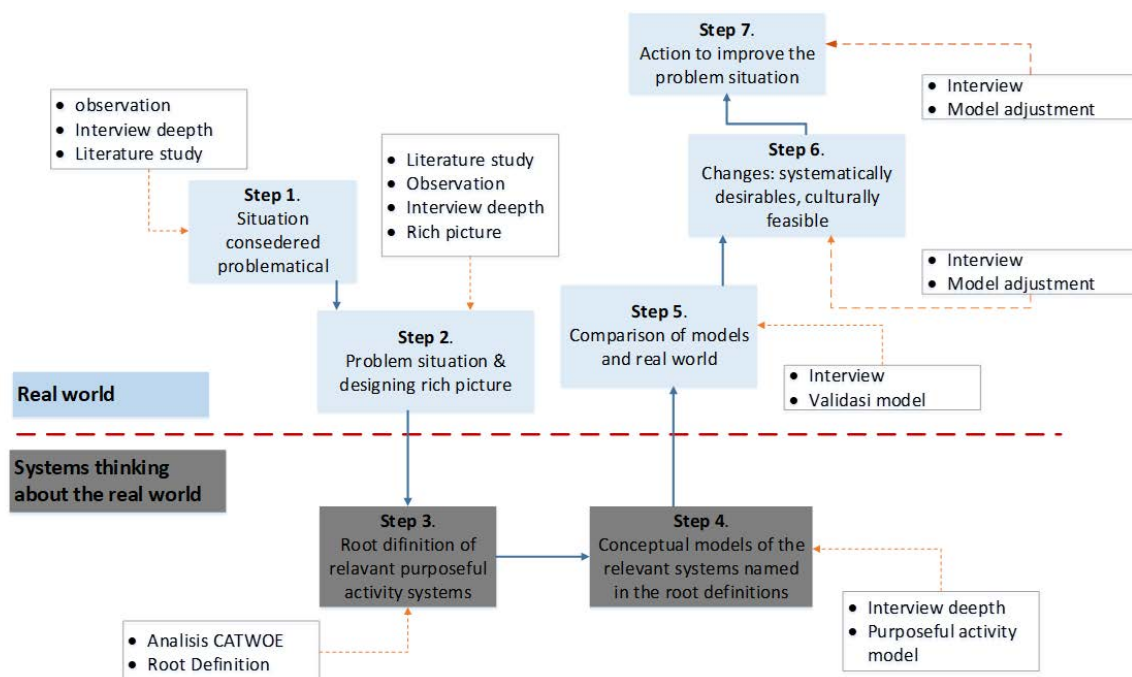 • observation
• Interview deepth
• Literature study
Step 1.
Situation
consedered
problematical
• Literature study
• Observation
• Interview deepth
• Rich picture
Step 2.
Problem situation &
designing rich picture
Real world
Systems thinking
about the real world
Step 3.
Root difinition of
relavant purposeful
activity systems
• Analisis CATWOE
• Root Definition
Step 4.
Conceptual models of the
relevant systems named
in the root definitions
• Interview deepth
• Purposeful activity
model
Step 5.
Comparison of models
and real world
• Interview
• Validasi model
Step 6.
Changes: systematically
desirables, culturally
feasible
• Interview
• Model adjustment
Step 7.
Action to improve the
problem situation
• Interview
• Model adjustment